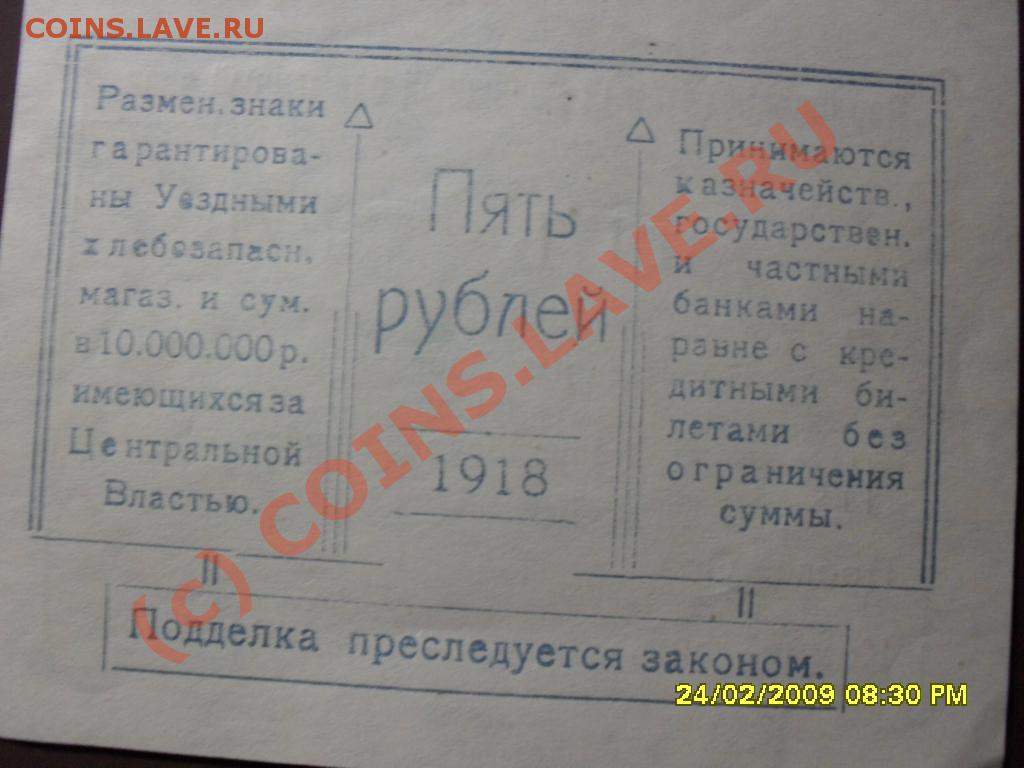 COINS.LAVE.RU
Размен.знаки
гарантирова-
ны Уездными
хлебозапасн.
магаз. и сум.
в 10.000.000р.
имеющихся за
Центральной
Властью.
Пять
рублей
1918
Принимаются
казначейств.,
государствен.
и частными
банками на-
равне с кре-
дитными би-
летами без
ограничения
суммы.
Подделка преследуется законом.
(c) COINS.LAVE.RU
24/02/2009 08:30 PM